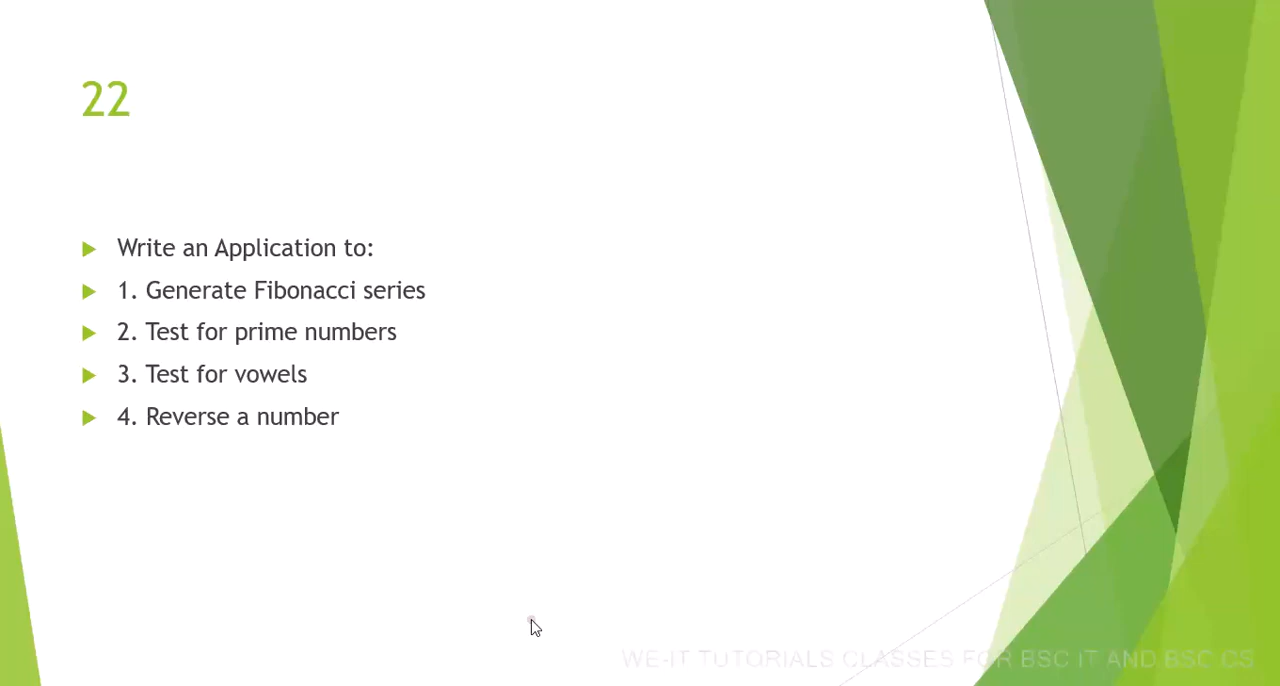 22
Write an Application to:
1. Generate Fibonacci series
2. Test for prime numbers
3. Test for vowels
4. Reverse a number
WE-IT TUTORIALS CLASSES FOR BSC IT AND BSC CS